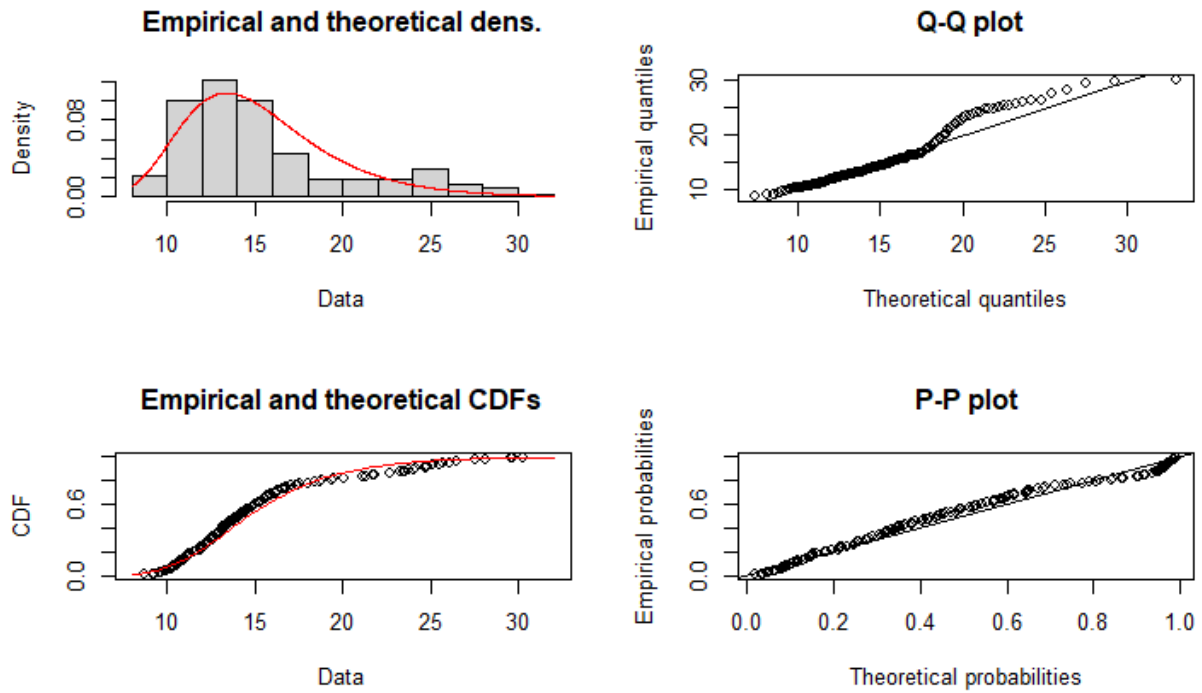 Empirical and theoretical dens.
Density
0.00
0.08
10 15 20 25 30
Data
Q-Q plot
Empirical quantiles
10
20
30
10 15 20 25 30
Theoretical quantiles
Empirical and theoretical CDFs
CDF
0.0
0.6
10 15 20 25 30
Data
P-P plot
Empirical probabilities
0.0
0.6
0.0 0.2 0.4 0.6 0.8 1.0
Theoretical probabilities